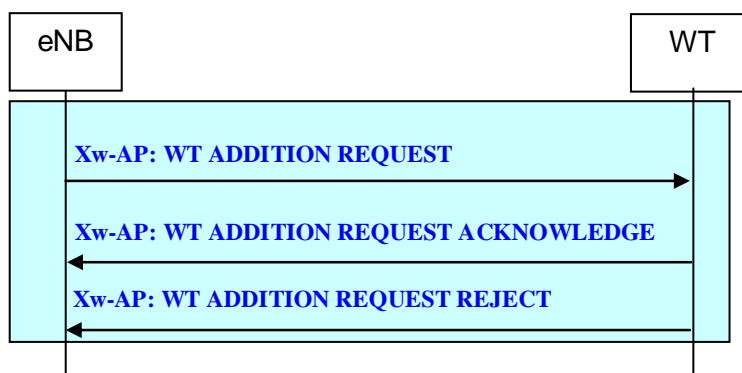 eNB
WT
Xw-AP: WT ADDITION REQUEST
Xw-AP: WT ADDITION REQUEST ACKNOWLEDGE
Xw-AP: WT ADDITION REQUEST REJECT